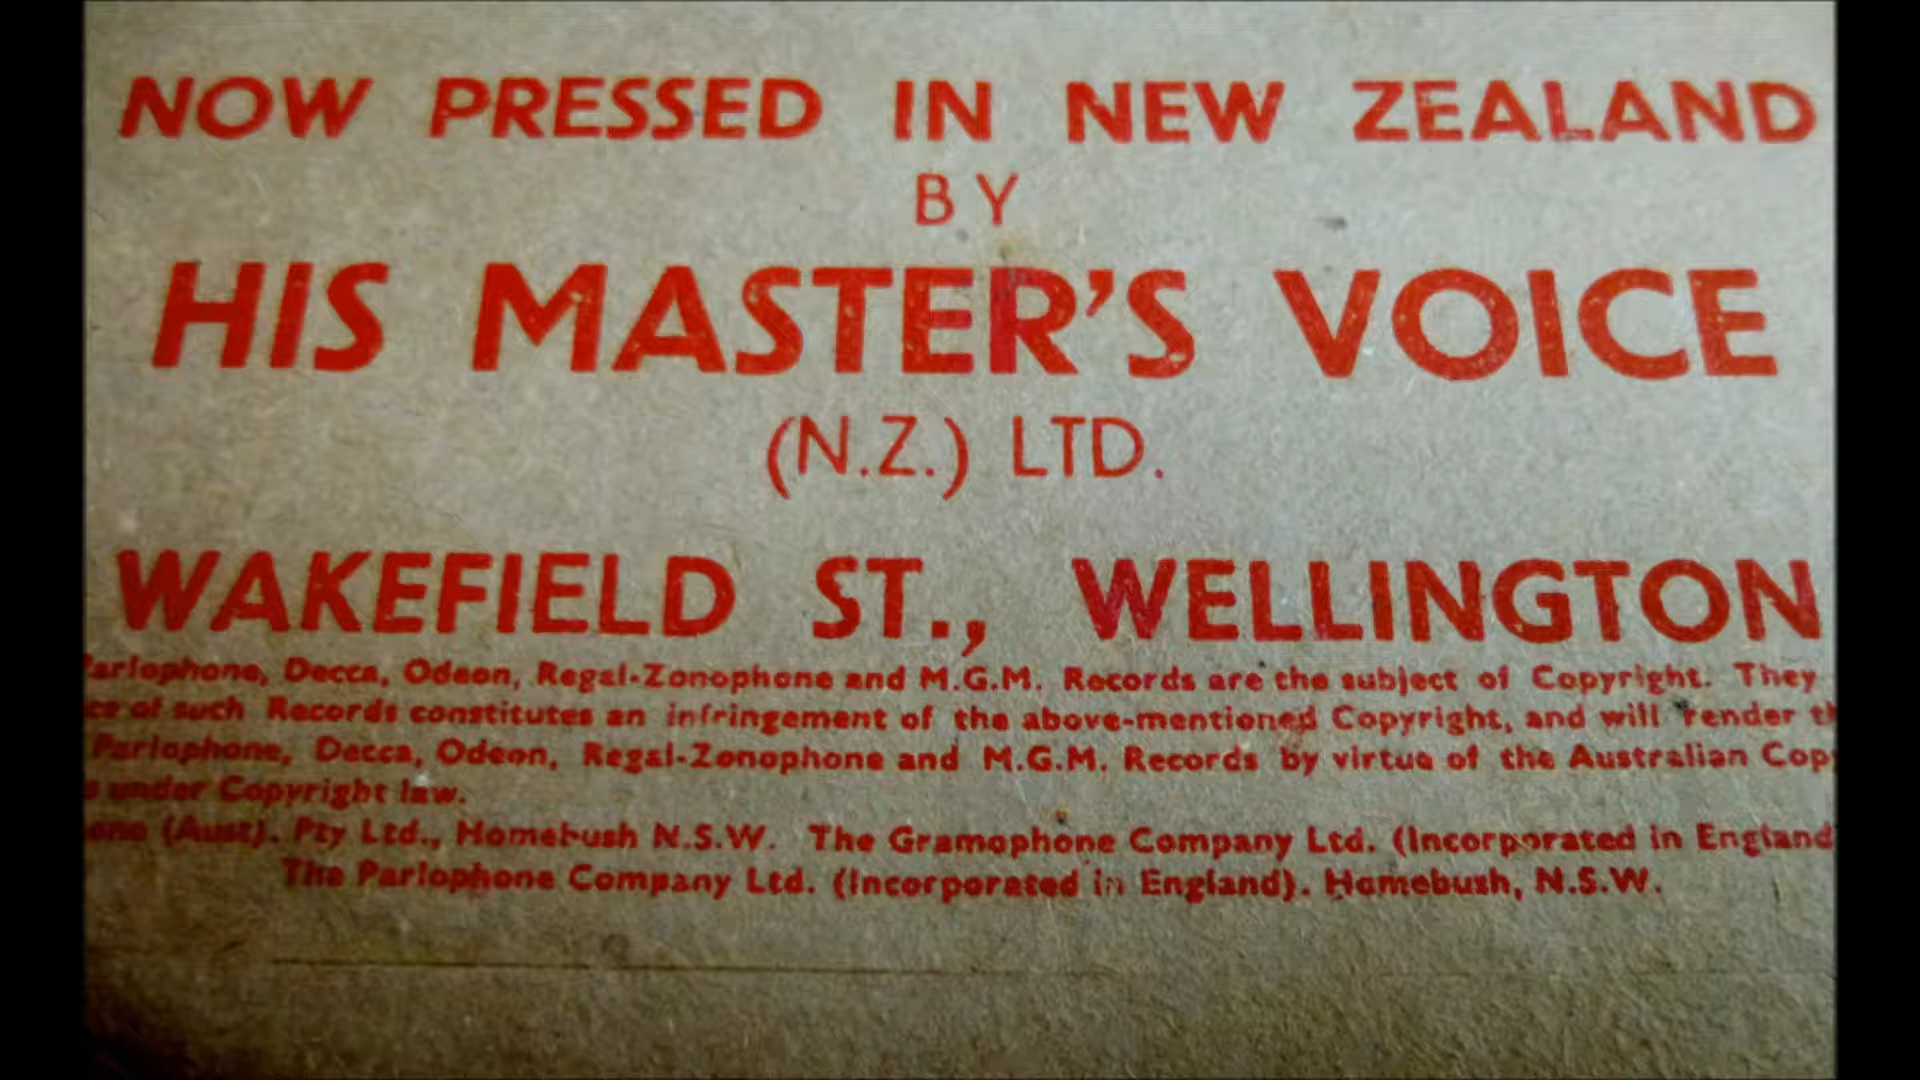 NOW PRESSED IN NEW ZEALAND
BY
HIS MASTER'S VOICE
(N.Z.) LTD.
WAKEFIELD ST., WELLINGTON
Parlophone, Decca, Odeon, Regal-Zonophone and M.G.M. Records are the subject of Copyright. They
of such Records constitutes an infringement of the above-mentioned Copyright, and will render
Parlophone, Decca, Odeon, Regal-Zonophone and M.G.M. Records by virtue of the Australian
under Copyright law.
(Aust). Pty Ltd., Homebush N.S.W. The Gramophone Company Ltd. (Incorporated in England
The Parlophone Company Ltd. (Incorporated in England). Homebush, N.S.W.